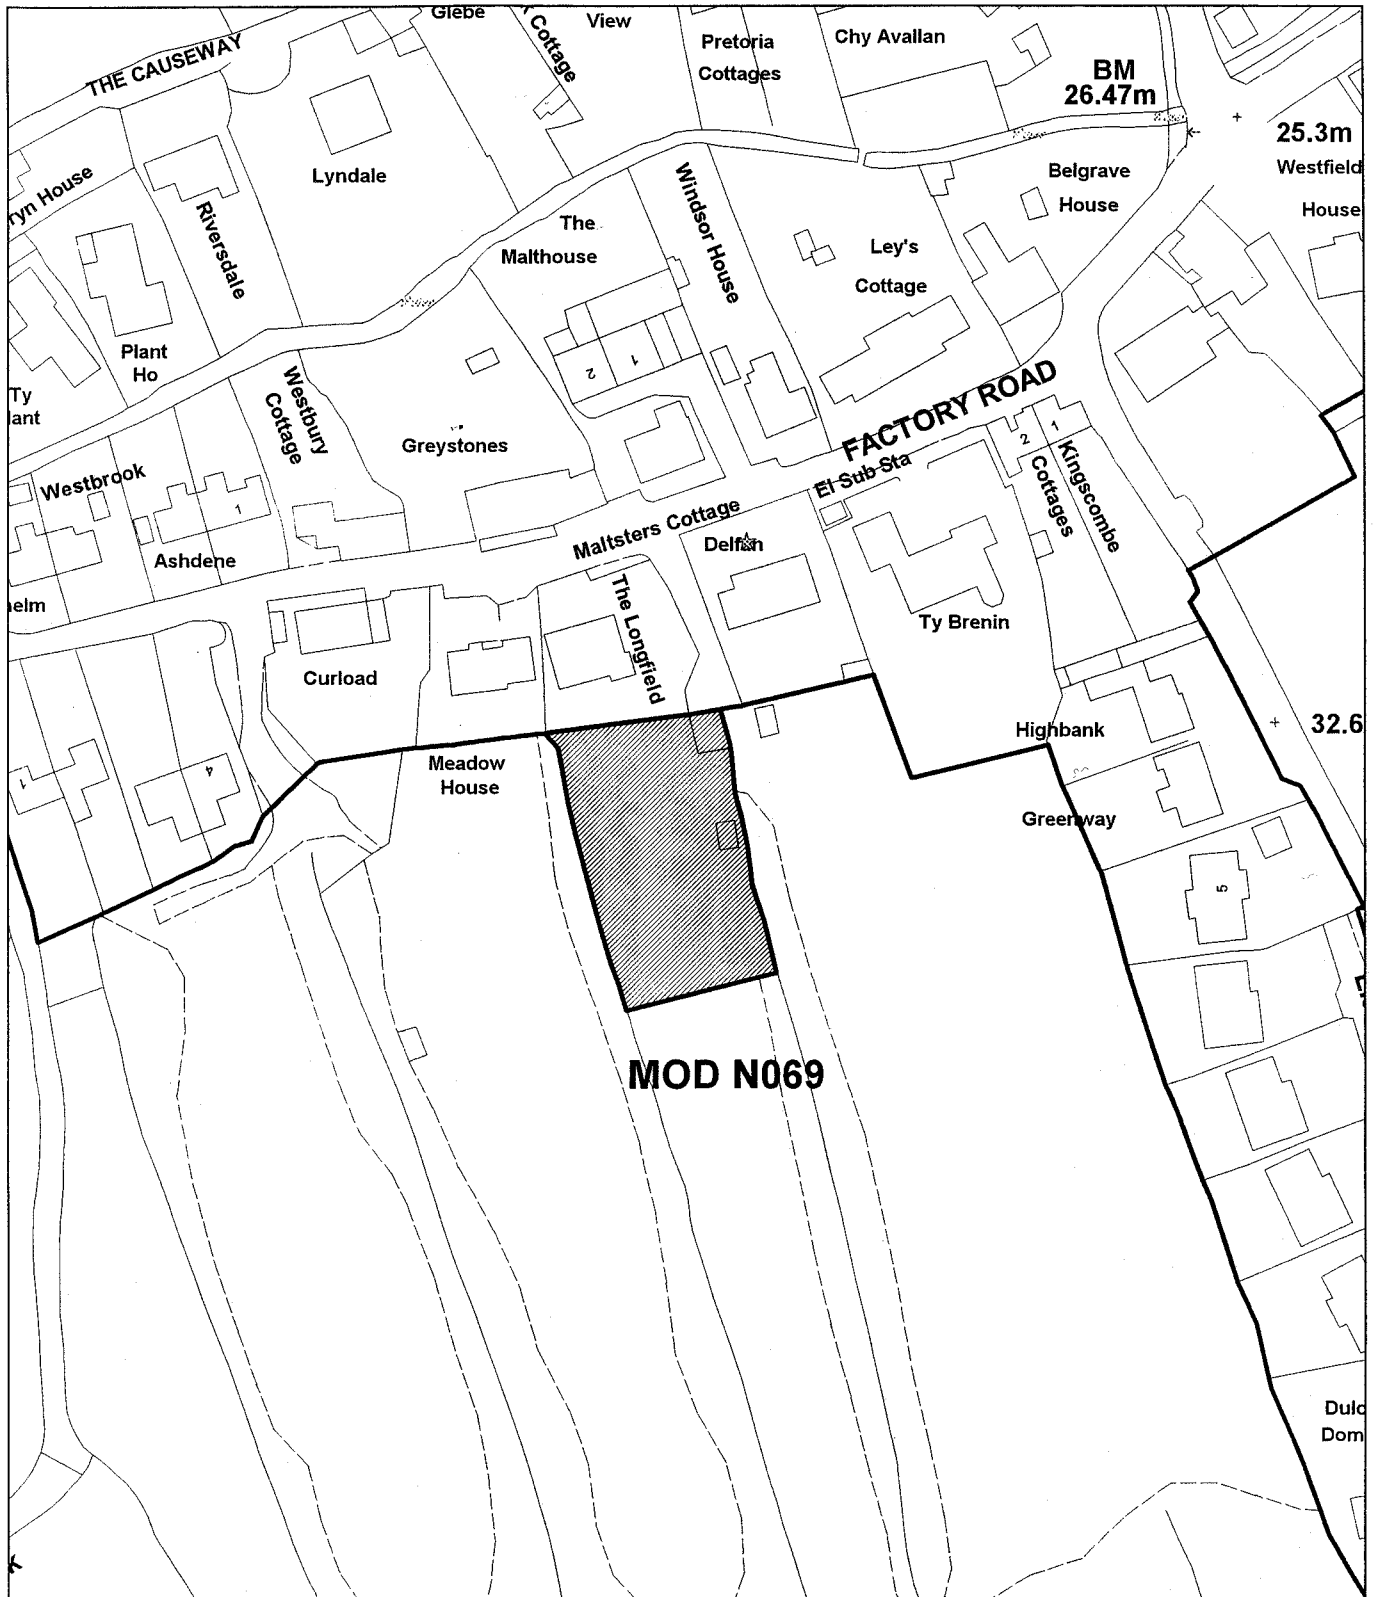 Glebe
Cottage
View
Pretoria
Cottages
Chy Avallan
THE CAUSEWAY
BM
26.47m
25.3m
Westfield
House
Belgrave
House
Lyndale
Riversdale
The
Malthouse
Windsor House
Ley's
Cottage
Plant
Ho
Ty
Westbury
Cottage
2
1
Greystones
FACTORY ROAD
El Sub Sta
2
1
Kingscombe
Cottages
Westbrook
1
Ashdene
Maltsters Cottage
Delfan
The Longfield
Ty Brenin
Curload
Highbank
32.6
Meadow
House
1
4
Greenway
5
MOD N069